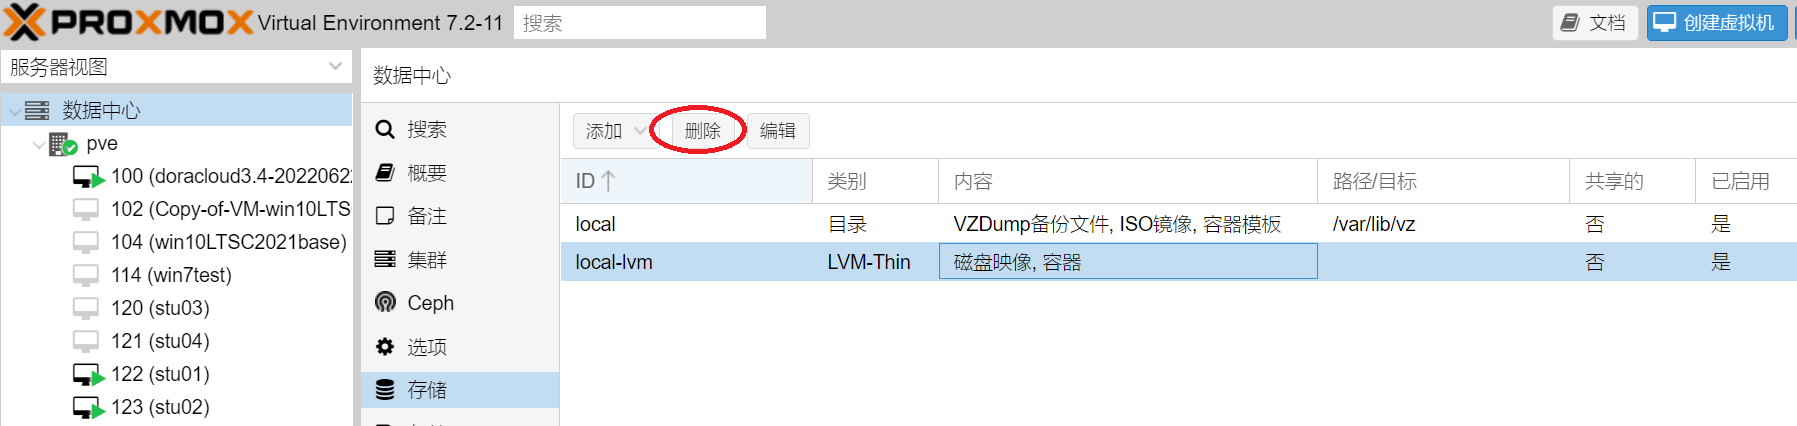 PROXMOX Virtual Environment 7.2-11 搜索 文档 创建虚拟机
服务器视图
数据中心
pve
100 (doracloud3.4-2022062
102 (Copy-of-VM-win10LTS
104 (win10LTSC2021base)
114 (win7test)
120 (stu03)
121 (stu04)
122 (stu01)
123 (stu02)
数据中心
搜索
概要
备注
集群
Ceph
选项
存储
添加 删除 编辑
ID 类别 内容 路径/目标 共享的 已启用
local 目录 VZDump备份文件, ISO镜像, 容器模板 /var/lib/vz 否 是
local-lvm LVM-Thin 磁盘映像, 容器 否 是